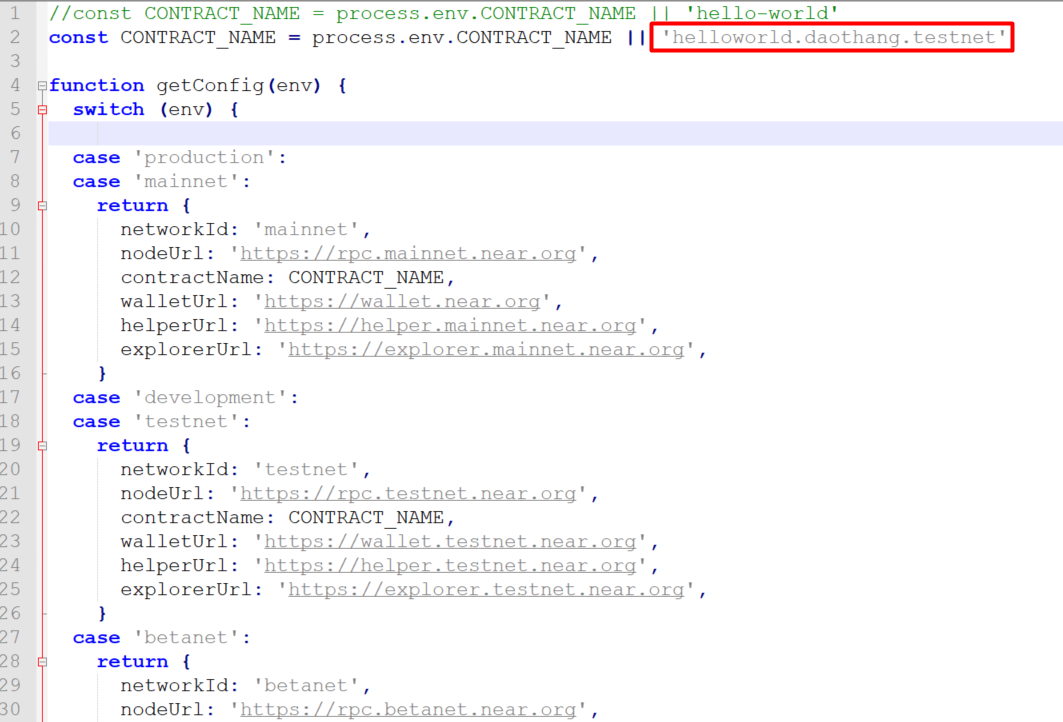 1 //const CONTRACT_NAME = process.env.CONTRACT_NAME || 'hello-world'
2 const CONTRACT_NAME = process.env.CONTRACT_NAME || 'helloworld.daothang.testnet'
3
4 function getConfig(env) {
5   switch (env) {
6
7   case 'production':
8   case 'mainnet':
9     return {
10       networkId: 'mainnet',
11       nodeUrl: 'https://rpc.mainnet.near.org',
12       contractName: CONTRACT_NAME,
13       walletUrl: 'https://wallet.near.org',
14       helperUrl: 'https://helper.mainnet.near.org',
15       explorerUrl: 'https://explorer.mainnet.near.org',
16     }
17   case 'development':
18   case 'testnet':
19     return {
20       networkId: 'testnet',
21       nodeUrl: 'https://rpc.testnet.near.org',
22       contractName: CONTRACT_NAME,
23       walletUrl: 'https://wallet.testnet.near.org',
24       helperUrl: 'https://helper.testnet.near.org',
25       explorerUrl: 'https://explorer.testnet.near.org',
26     }
27   case 'betanet':
28     return {
29       networkId: 'betanet',
30       nodeUrl: 'https://rpc.betanet.near.org',